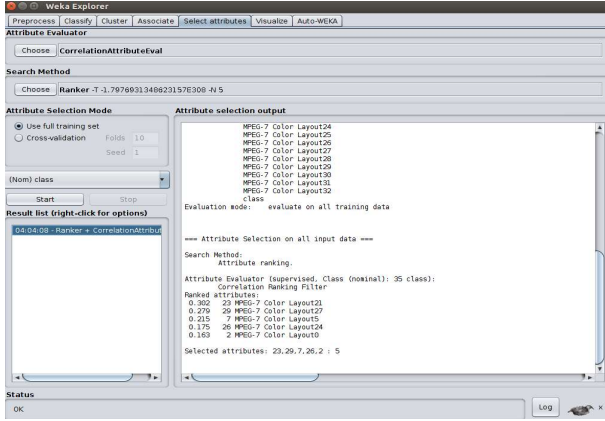 Weka Explorer
Preprocess Classify Cluster Associate Select attributes Visualize Auto-WEKA
Attribute Evaluator
Choose CorrelationAttributeEval
Search Method
Choose Ranker -T -1.7976931348623157E308 -N 5
Attribute Selection Mode
Use full training set
Cross-validation Folds 10
Seed 1
(Nom) class
Start Stop
Result list (right-click for options)
04:04:08 - Ranker + CorrelationAttribut
Attribute selection output
MPEG-7 Color Layout24
MPEG-7 Color Layout25
MPEG-7 Color Layout26
MPEG-7 Color Layout27
MPEG-7 Color Layout28
MPEG-7 Color Layout29
MPEG-7 Color Layout30
MPEG-7 Color Layout31
MPEG-7 Color Layout32
class
Evaluation mode: evaluate on all training data
=== Attribute Selection on all input data ===
Search Method:
Attribute ranking.
Attribute Evaluator (supervised, Class (nominal): 35 class):
Correlation Ranking Filter
Ranked attributes:
0.302 23 MPEG-7 Color Layout21
0.279 29 MPEG-7 Color Layout27
0.215 7 MPEG-7 Color Layout5
0.175 26 MPEG-7 Color Layout24
0.163 2 MPEG-7 Color Layout0
Selected attributes: 23,29,7,26,2 : 5
Status
OK
Log
x 0